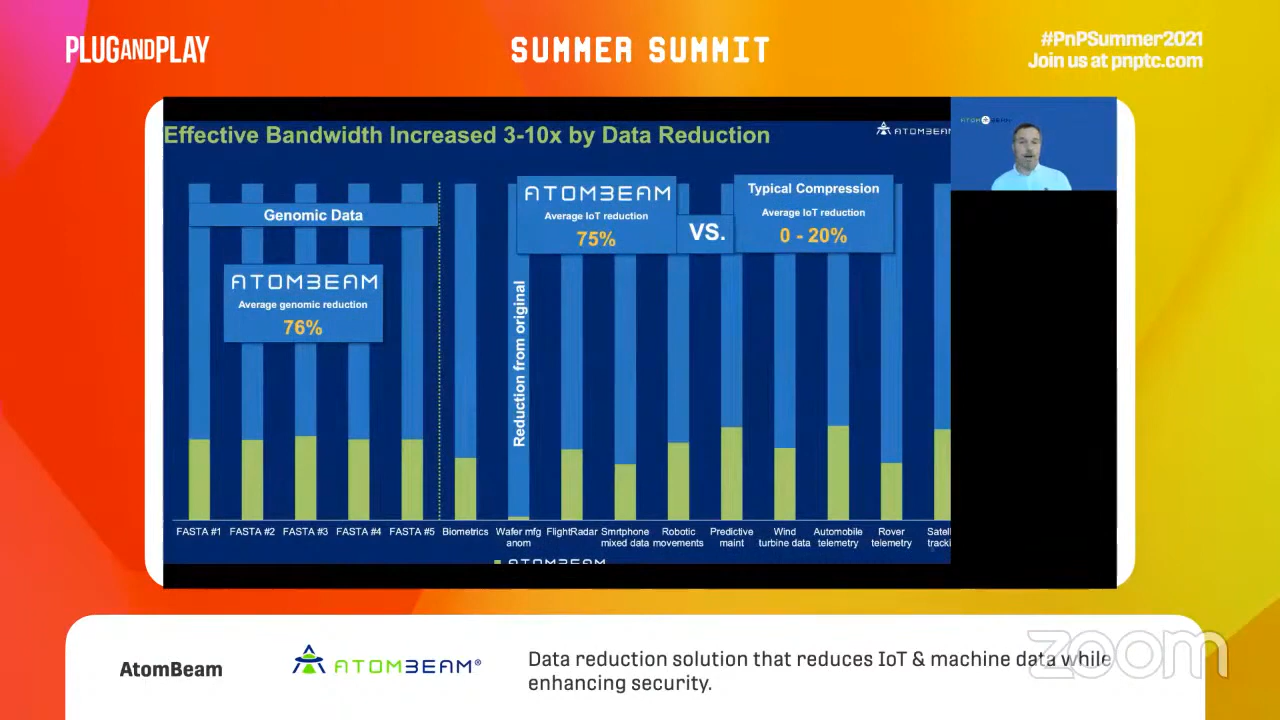 PLUGANDPLAY
SUMMER SUMMIT
#PnPSummer2021
Join us at pnptc.com
Effective Bandwidth Increased 3-10x by Data Reduction
ATOMBEAM
ATOMBEAM
Genomic Data
ATOMBEAM
Average genomic reduction
76%
ATOMBEAM
Average IoT reduction
75%
VS.
Typical Compression
Average IoT reduction
0 - 20%
Reduction from original
FASTA #1
FASTA #2
FASTA #3
FASTA #4
FASTA #5
Biometrics
Wafer mfg
anom
FlightRadar
Smrtphone
mixed data
Robotic
movements
Predictive
maint
Wind
turbine data
Automobile
telemetry
Rover
telemetry
ATOMBEAM
AtomBeam
ATOMBEAM®
Data reduction solution that reduces IoT & machine data while
enhancing security.
zoom